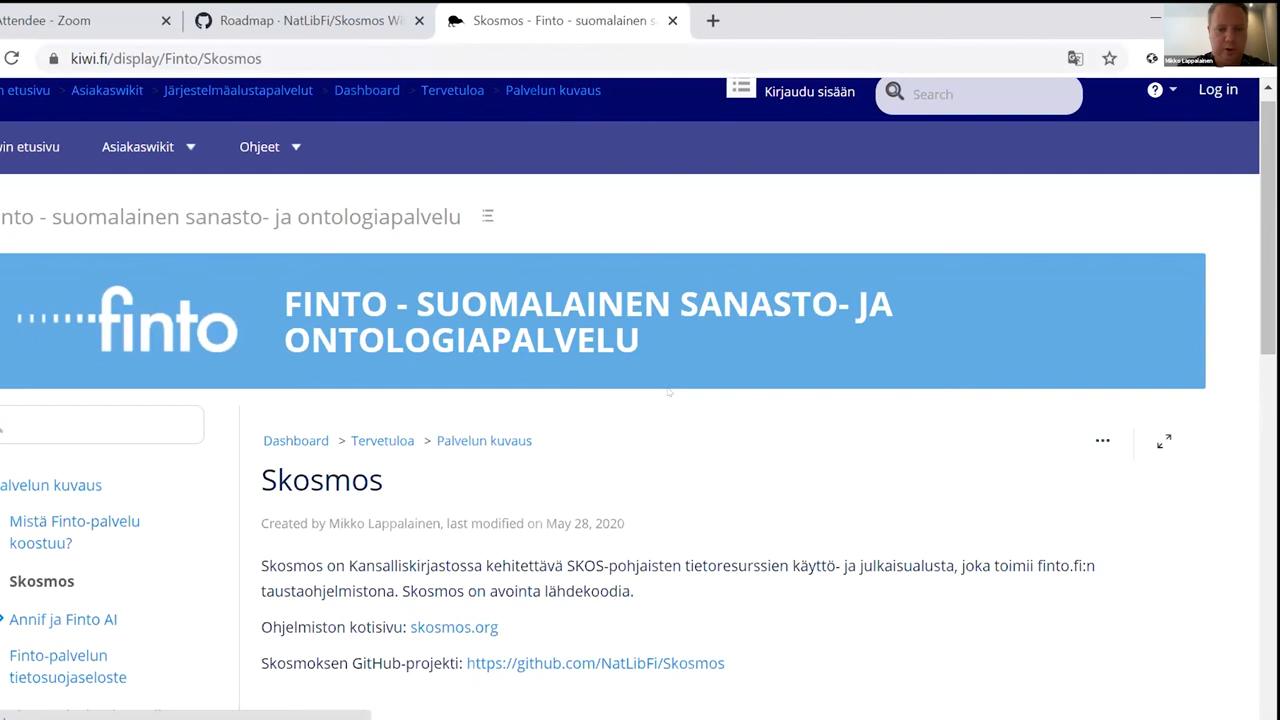 Attendee - Zoom
Roadmap · NatLibFi/Skosmos Wi
Skosmos - Finto - suomalainen s
kiwi.fi/display/Finto/Skosmos
Mikko Lappalainen
n etusivu > Asiakaswikit > Järjestelmäalustapalvelut > Dashboard > Tervetuloa > Palvelun kuvaus
Kirjaudu sisään
Search
Log in
in etusivu
Asiakaswikit
Ohjeet
nto - suomalainen sanasto- ja ontologiapalvelu
finto
FINTO - SUOMALAINEN SANASTO- JA
ONTOLOGIAPALVELU
Dashboard > Tervetuloa > Palvelun kuvaus
Skosmos
Created by Mikko Lappalainen, last modified on May 28, 2020
Skosmos on Kansalliskirjastossa kehitettävä SKOS-pohjaisten tietoresurssien käyttö- ja julkaisualusta, joka toimii finto.fi:n
taustaohjelmistona. Skosmos on avointa lähdekoodia.
Ohjelmiston kotisivu: skosmos.org
Skosmoksen GitHub-projekti: https://github.com/NatLibFi/Skosmos
alvelun kuvaus
Mistä Finto-palvelu
koostuu?
Skosmos
Annif ja Finto AI
Finto-palvelun
tietosuojaseloste